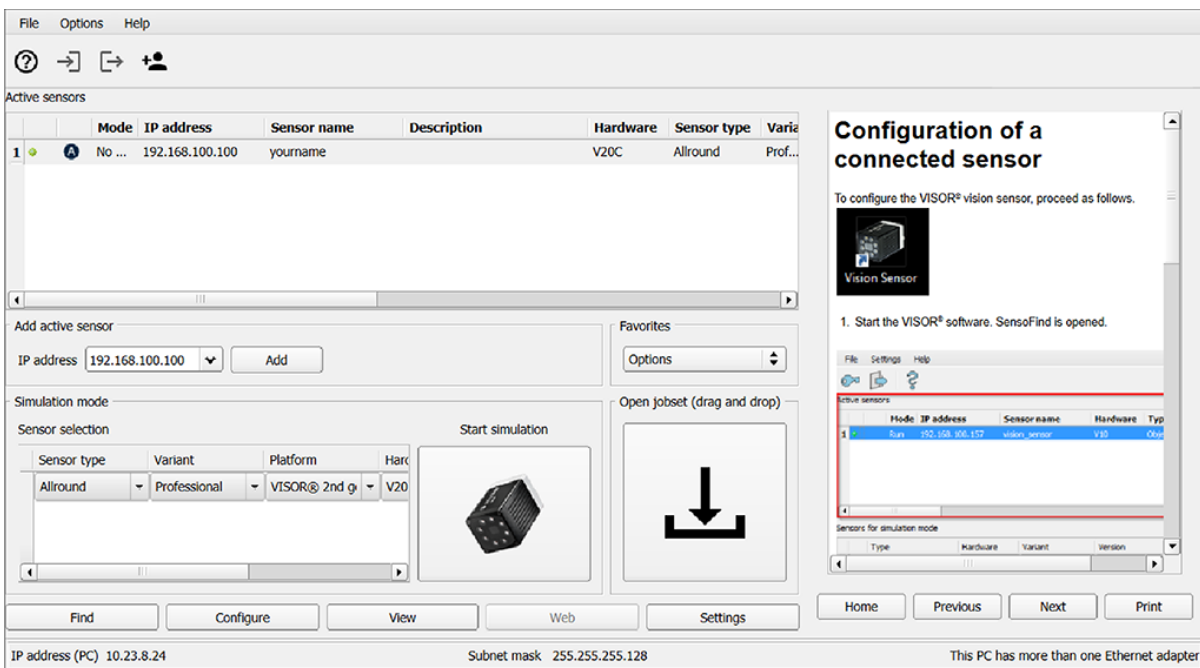 File Options Help
Active sensors
Mode IP address Sensor name Description Hardware Sensor type Varia
1 A No ... 192.168.100.100 yourname V20C Allround Prof...
Add active sensor
IP address 192.168.100.100 Add
Favorites
Options
Simulation mode
Sensor selection
Start simulation
Sensor type Variant Platform Hard
Allround Professional VISOR® 2nd ge V20
Open jobset (drag and drop)
Find Configure View Web Settings
Configuration of a
connected sensor
To configure the VISOR® vision sensor, proceed as follows.
Vision Sensor
1. Start the VISOR® software. SensoFind is opened.
File Settings Help
Active sensors
Mode IP address Sensor name Hardware Typ
1 Run 192.168.100.157 vision_sensor V10 Obje
Sensors for simulation mode
Type Hardware Variant Version
Home Previous Next Print
IP address (PC) 10.23.8.24 Subnet mask 255.255.255.128 This PC has more than one Ethernet adapter